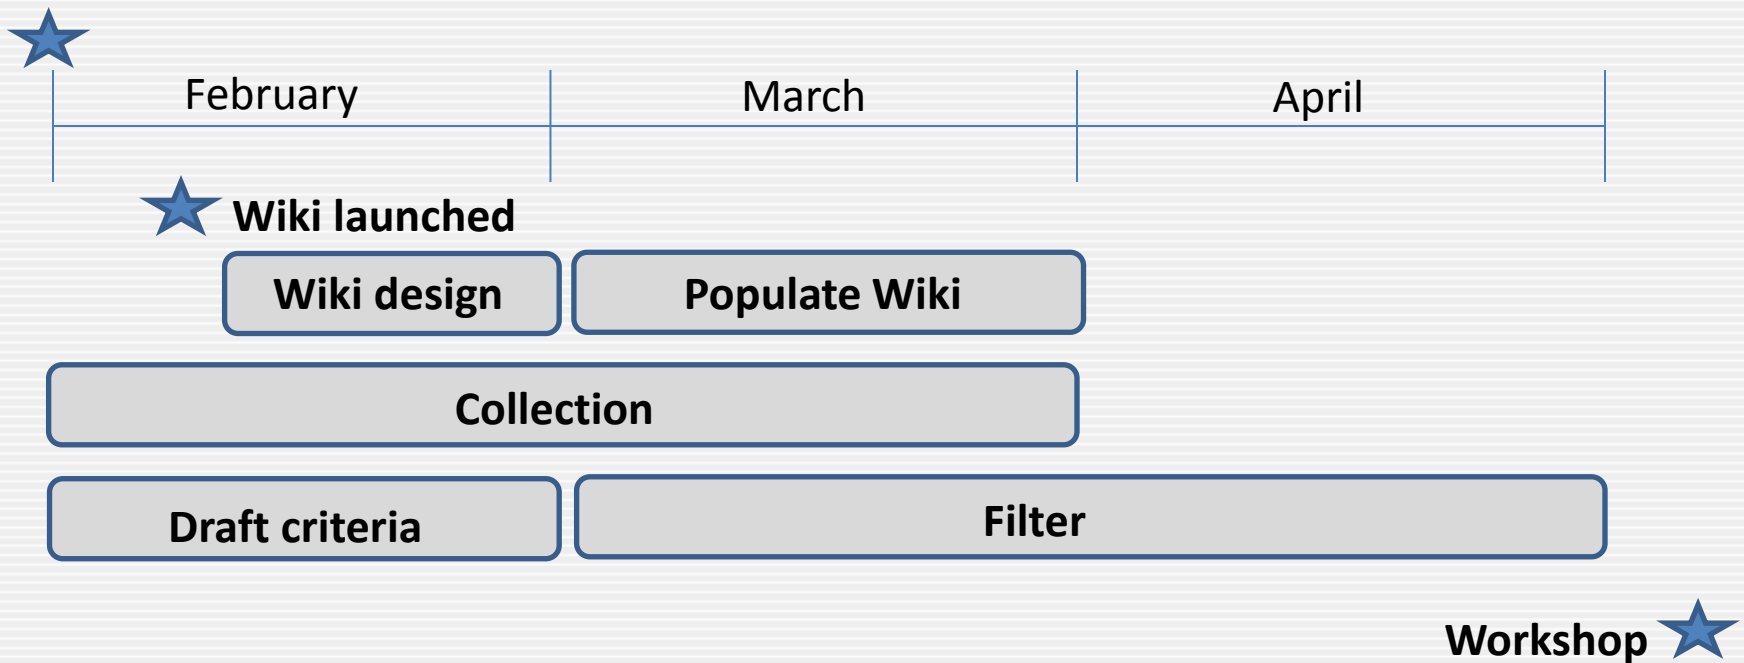 February March April
Wiki launched
Wiki design Populate Wiki
Collection
Draft criteria Filter
Workshop